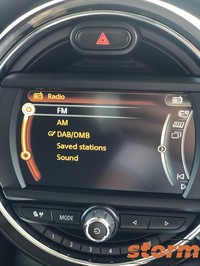 Radio
FM
AM
DAB/DMB
Saved stations
Sound
MODE
storm